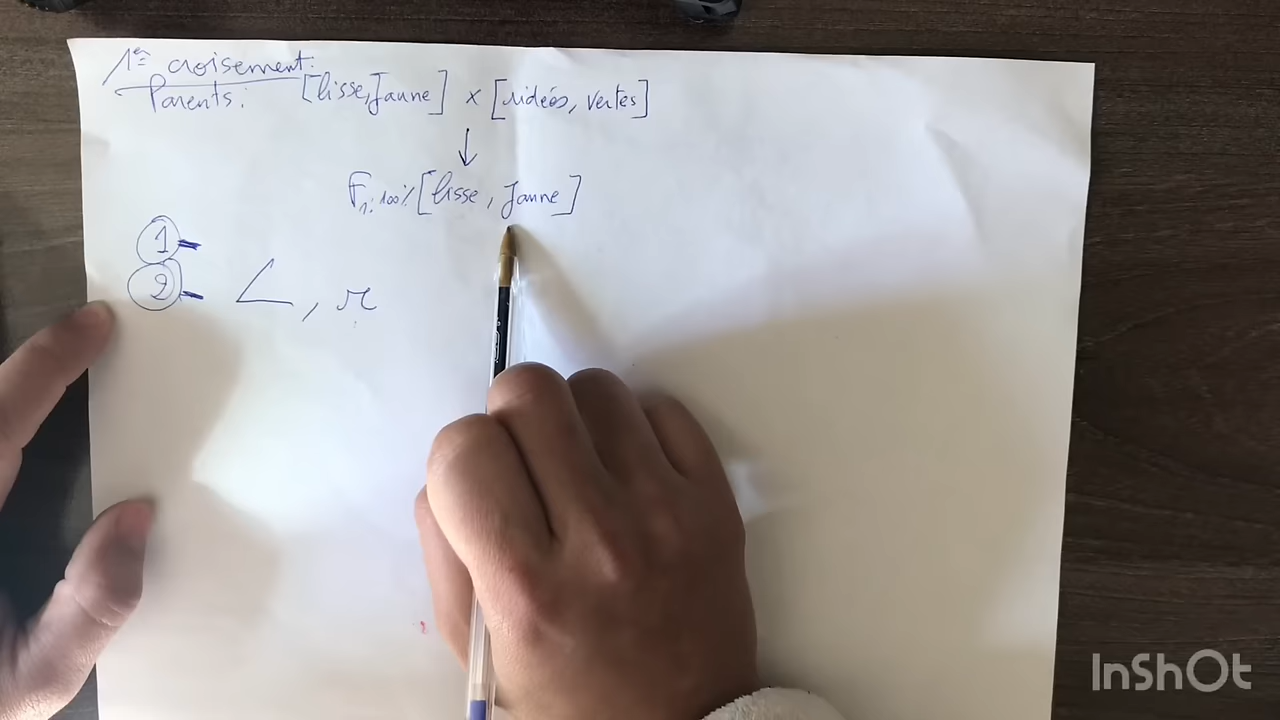 1er croisement:
Parents: [lisse, Jaune] x [ridées, vertes]
↓
F1: 100% [lisse, Jaune]
1 -
2 - L, r
InShOt